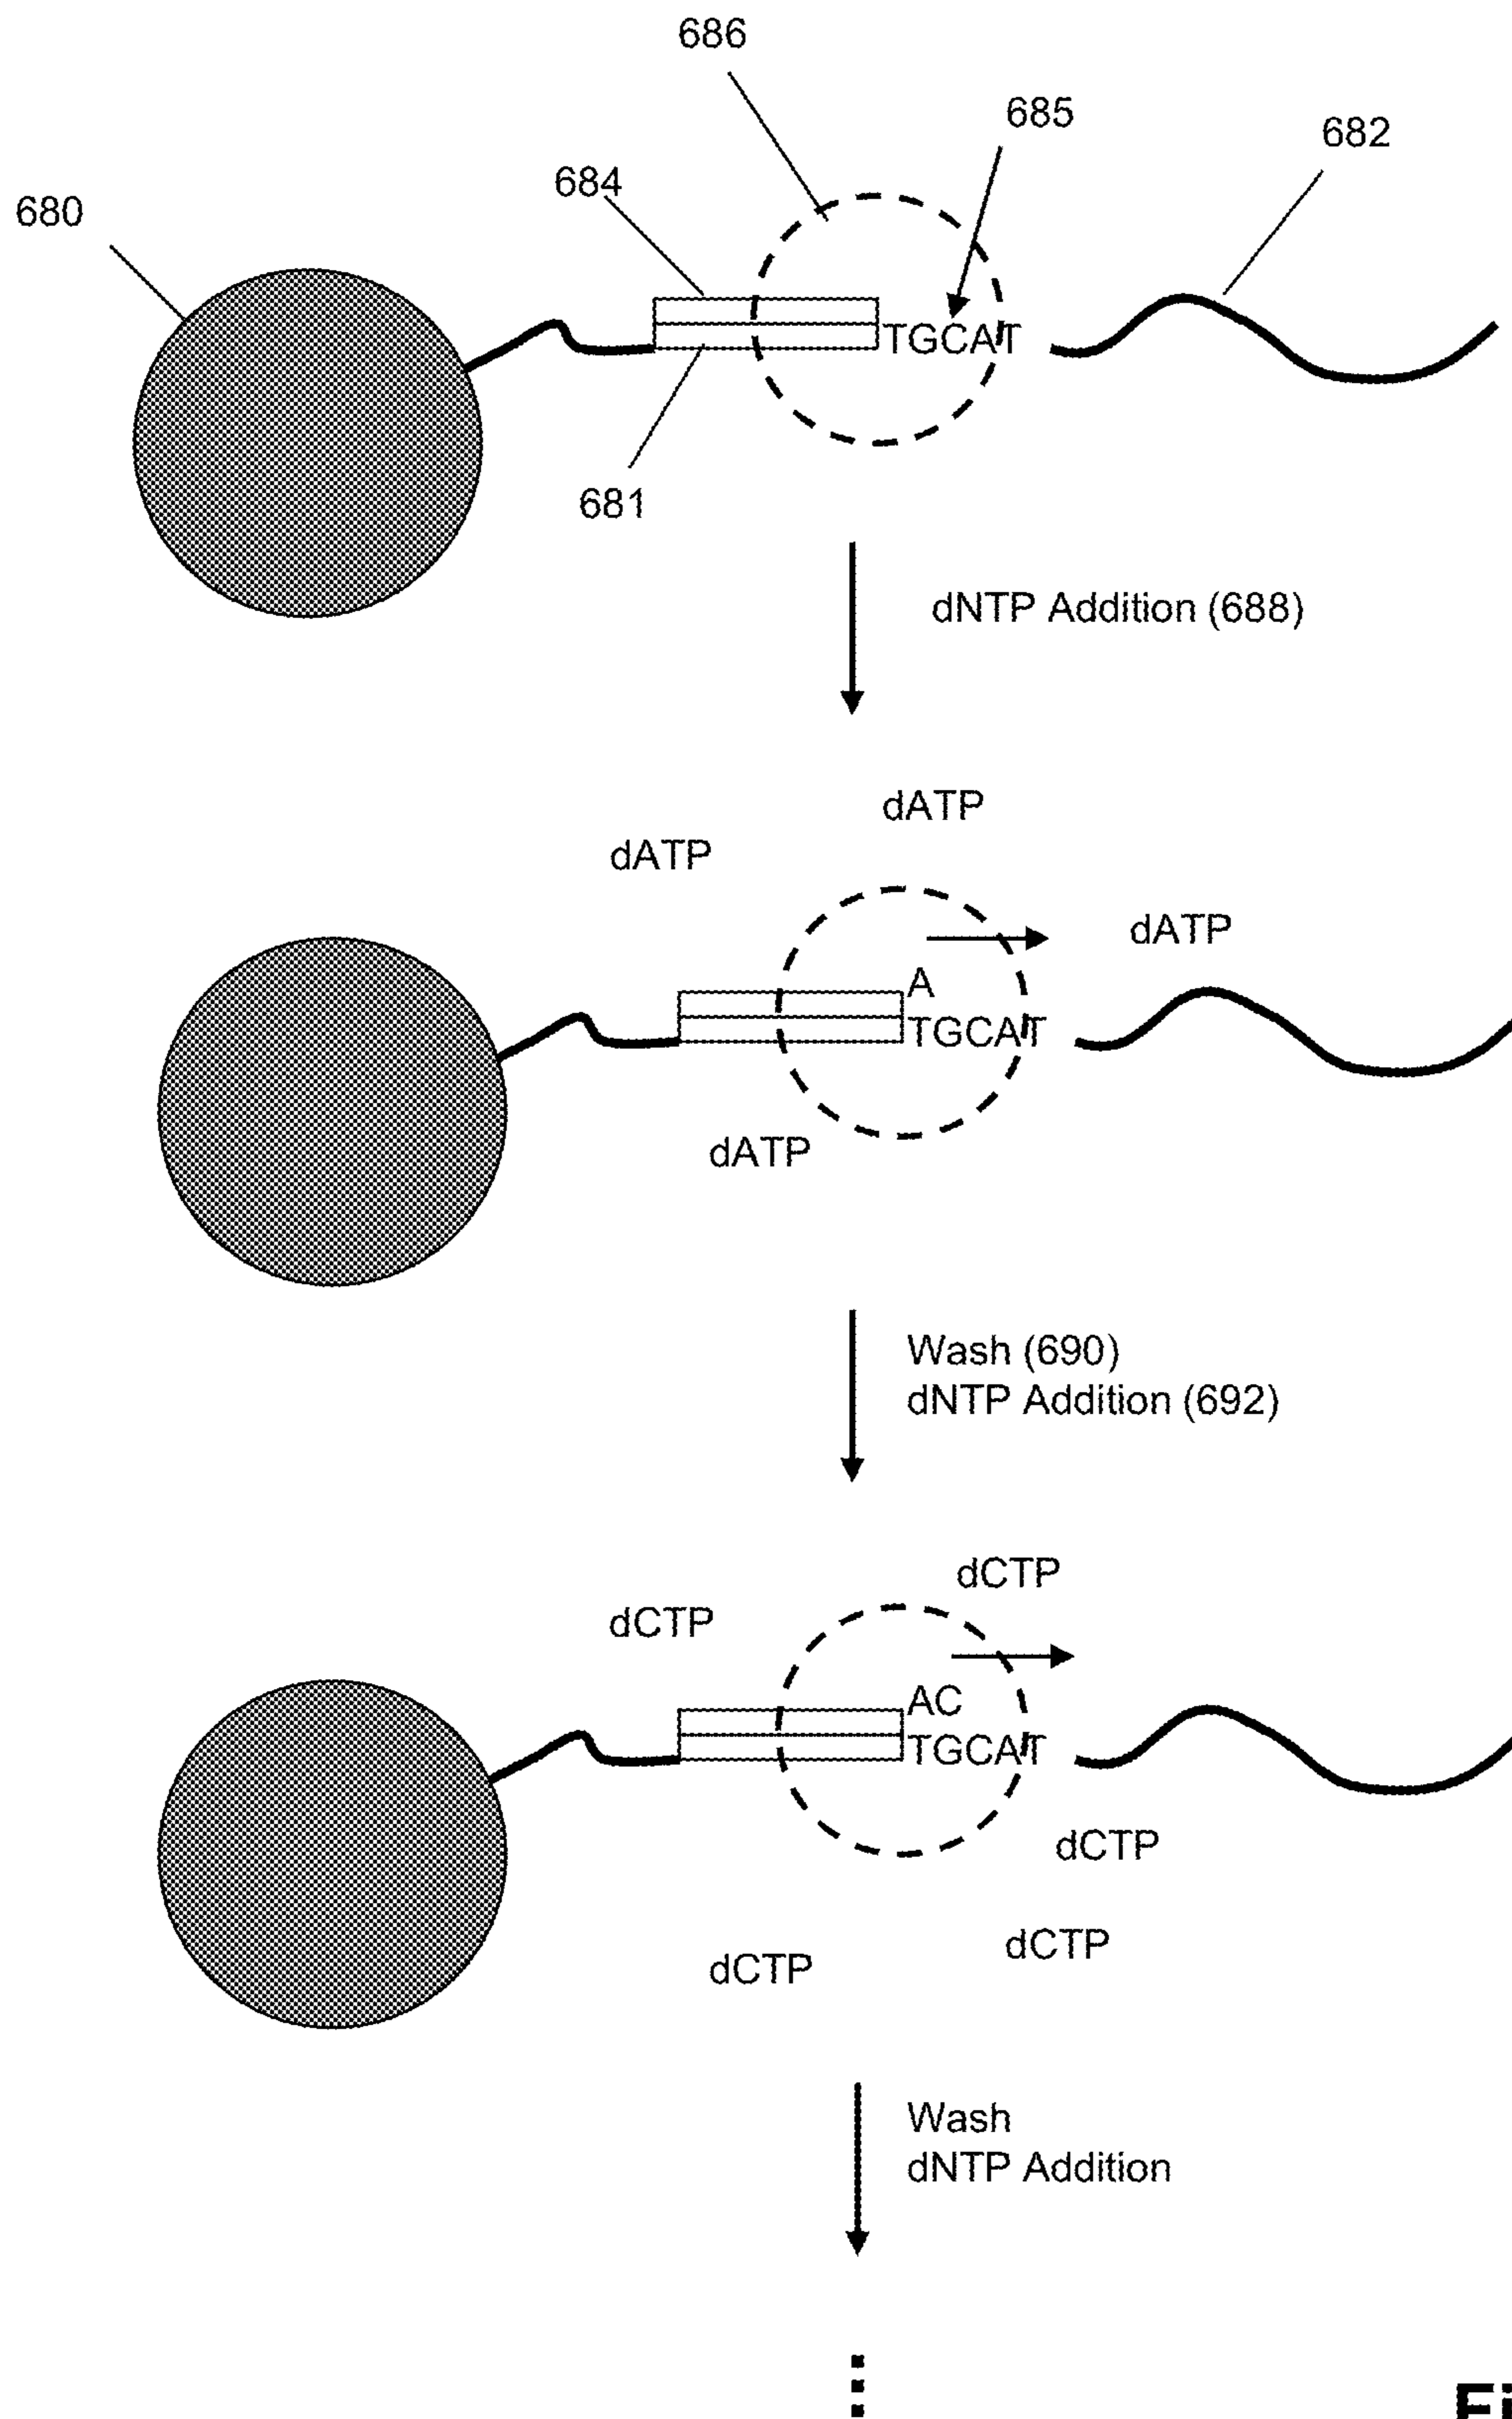 686
685
682
684
680
TGCAT
681
dNTP Addition (688)
dATP
dATP
dATP
A
TGCAT
dATP
Wash (690)
dNTP Addition (692)
dCTP
dCTP
AC
TGCAT
dCTP
dCTP
dCTP
Wash
dNTP Addition